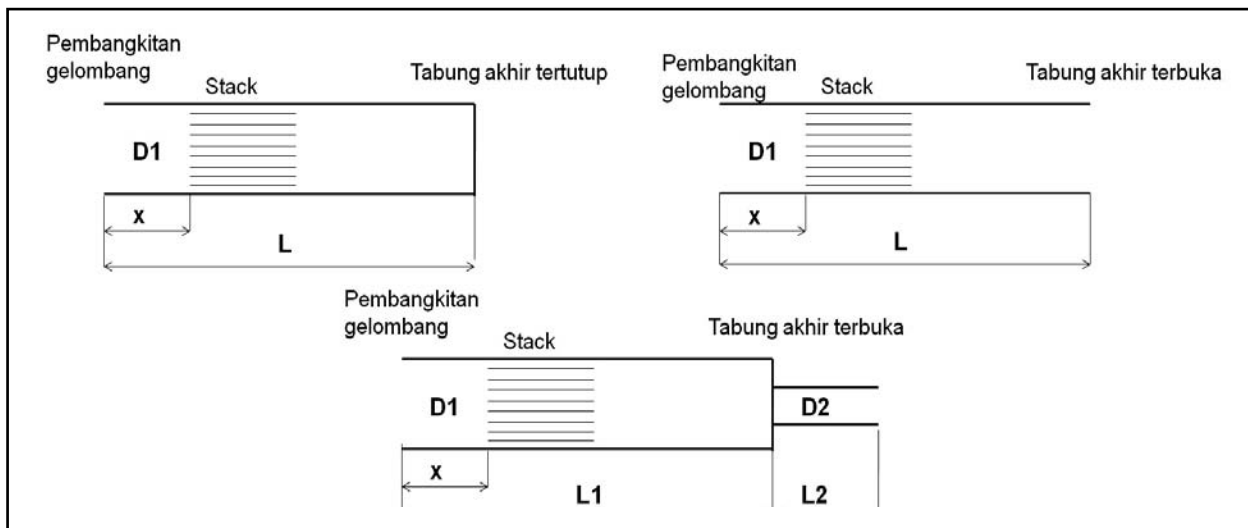 Pembangkitan
gelombang
Stack
Tabung akhir tertutup
D1
x
L
Pembangkitan
gelombang
Stack
Tabung akhir terbuka
D1
x
L
Pembangkitan
gelombang
Stack
Tabung akhir terbuka
D1
D2
x
L1
L2